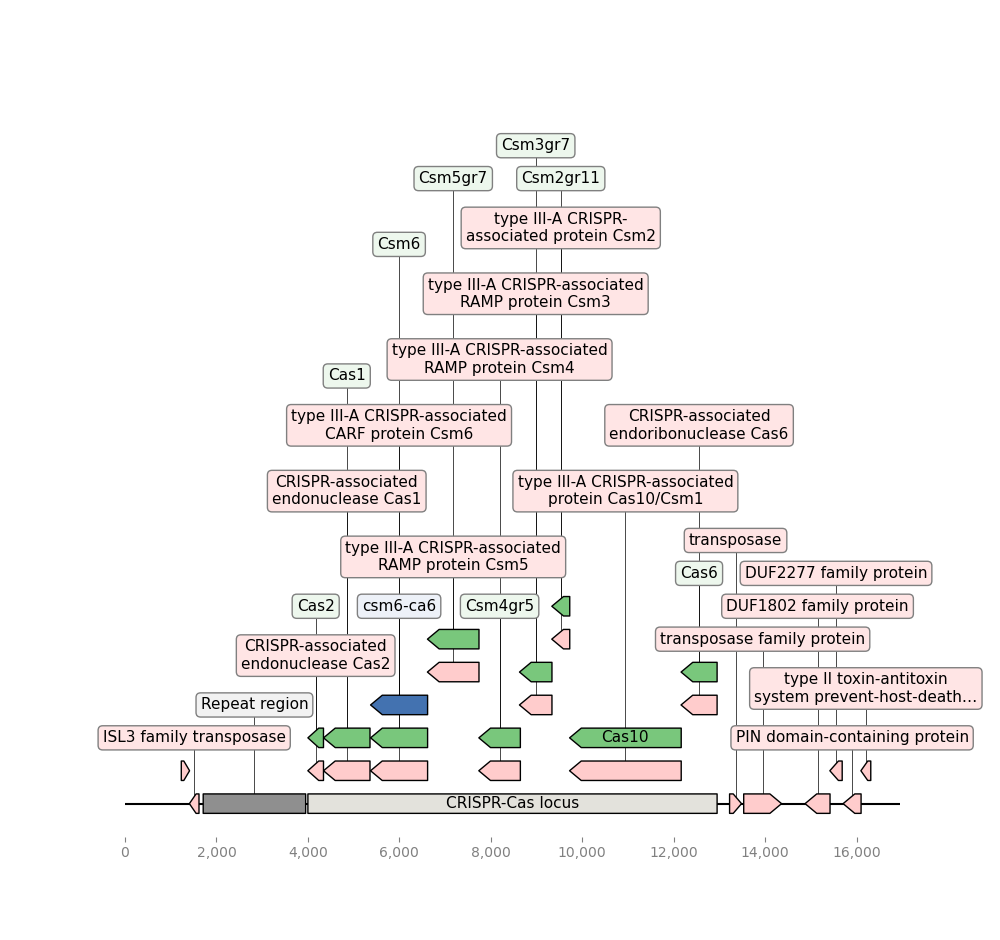 Csm3gr7
Csm5gr7
Csm2gr11
type III-A CRISPR-
associated protein Csm2
Csm6
type III-A CRISPR-associated
RAMP protein Csm3
type III-A CRISPR-associated
RAMP protein Csm4
Cas1
type III-A CRISPR-associated
CARF protein Csm6
CRISPR-associated
endoribonuclease Cas6
CRISPR-associated
endonuclease Cas1
type III-A CRISPR-associated
protein Cas10/Csm1
transposase
type III-A CRISPR-associated
RAMP protein Csm5
Cas6
DUF2277 family protein
Cas2
csm6-ca6
Csm4gr5
DUF1802 family protein
transposase family protein
CRISPR-associated
endonuclease Cas2
type II toxin-antitoxin
system prevent-host-death…
Repeat region
ISL3 family transposase
Cas10
PIN domain-containing protein
CRISPR-Cas locus
0
2,000
4,000
6,000
8,000
10,000
12,000
14,000
16,000